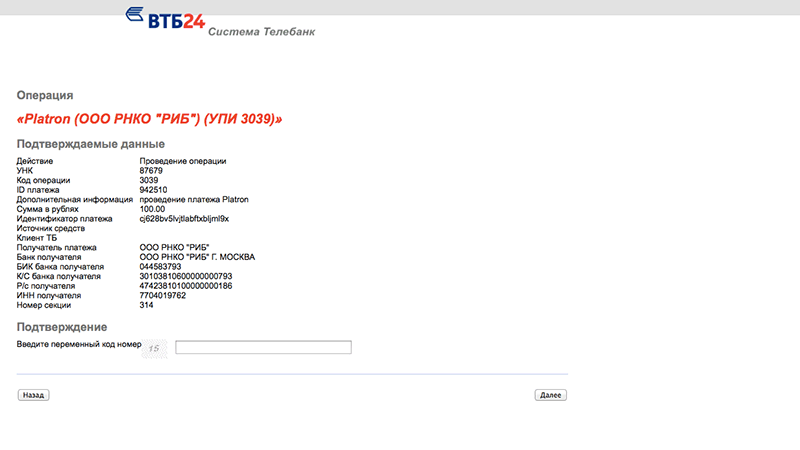 ВТБ24 Система Телебанк
Операция
«Platron (ООО РНКО "РИБ") (УПИ 3039)»
Подтверждаемые данные
Действие Проведение операции
УНК 87679
Код операции 3039
ID платежа 942510
Дополнительная информация проведение платежа Platron
Сумма в рублях 100.00
Идентификатор платежа cj628bv5lvjtlabftxbljml9x
Источник средств
Клиент ТБ
Получатель платежа ООО РНКО "РИБ"
Банк получателя ООО РНКО "РИБ" Г. МОСКВА
БИК банка получателя 044583793
К/С банка получателя 30103810600000000793
Р/с получателя 47423810100000000186
ИНН получателя 7704019762
Номер секции 314
Подтверждение
Введите переменный код номер 15
Назад Далее